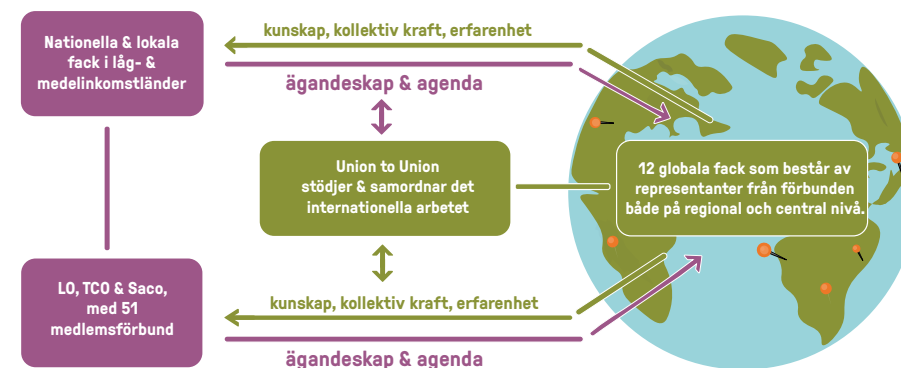 Nationella & lokala
fack i låg- &
medelinkomstländer
kunskap, kollektiv kraft, erfarenhet
ägandeskap & agenda
Union to Union
stödjer & samordnar det
internationella arbetet
12 globala fack som består av
representanter från förbunden
både på regional och central nivå.
LO, TCO & Saco,
med 51
medlemsförbund
kunskap, kollektiv kraft, erfarenhet
ägandeskap & agenda